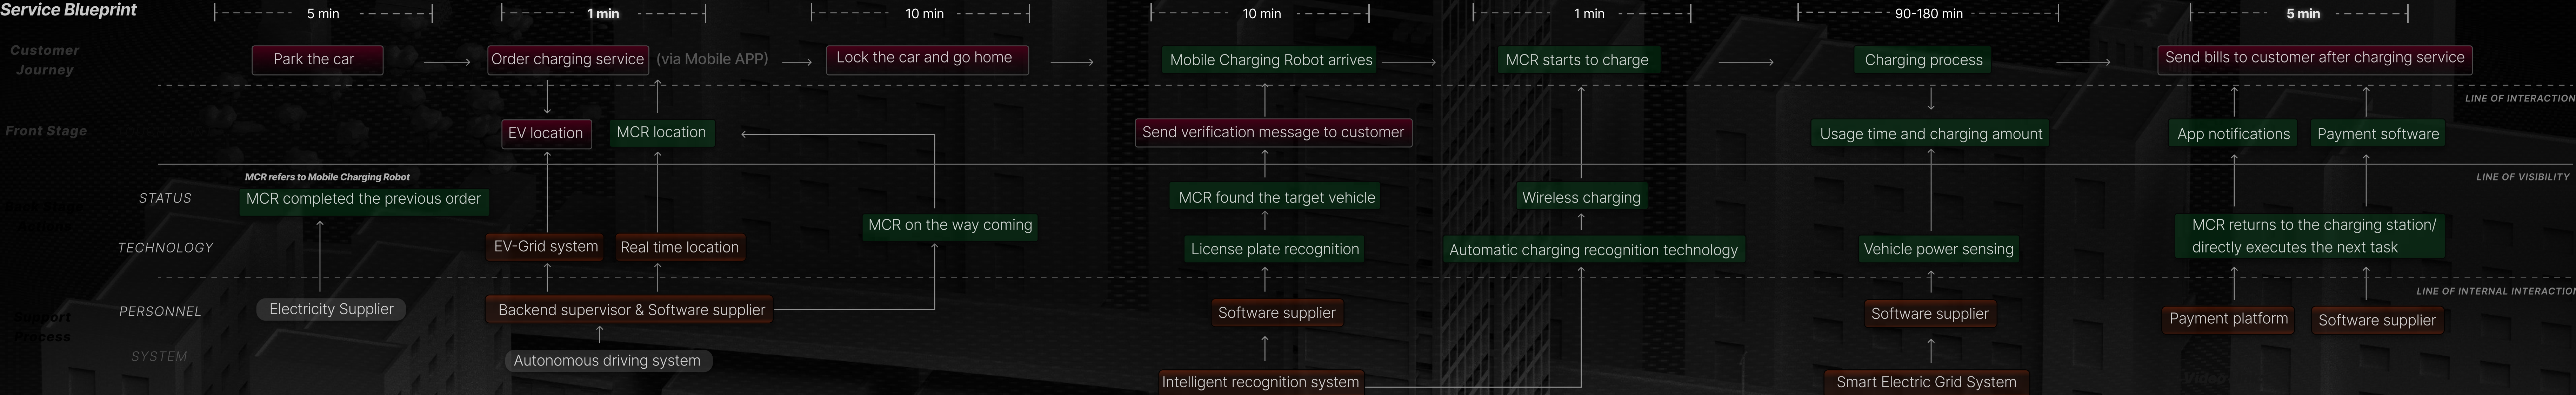 Service Blueprint
5 min
1 min
10 min
10 min
1 min
90-180 min
5 min
Customer
Journey
Park the car
Order charging service
(via Mobile APP)
Lock the car and go home
Mobile Charging Robot arrives
MCR starts to charge
Charging process
Send bills to customer after charging service
LINE OF INTERACTION
Front Stage
EV location
MCR location
Send verification message to customer
Usage time and charging amount
App notifications
Payment software
LINE OF VISIBILITY
MCR refers to Mobile Charging Robot
STATUS
MCR completed the previous order
MCR on the way coming
MCR found the target vehicle
Wireless charging
MCR returns to the charging station/
directly executes the next task
TECHNOLOGY
EV-Grid system
Real time location
License plate recognition
Automatic charging recognition technology
Vehicle power sensing
LINE OF INTERNAL INTERACTION
Support
Process
PERSONNEL
Electricity Supplier
Backend supervisor & Software supplier
Software supplier
Software supplier
Payment platform
Software supplier
SYSTEM
Autonomous driving system
Intelligent recognition system
Smart Electric Grid System